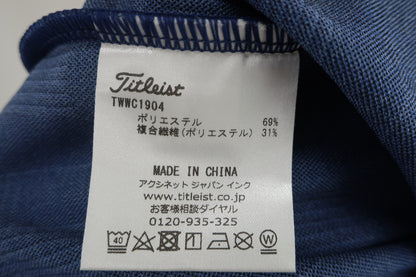 Titleist
TWWC1904
ポリエステル 69%
複合繊維(ポリエステル) 31%
MADE IN CHINA
アクシネット ジャパン インク
www.titleist.co.jp
お客様相談ダイヤル
0120-935-325
40 W